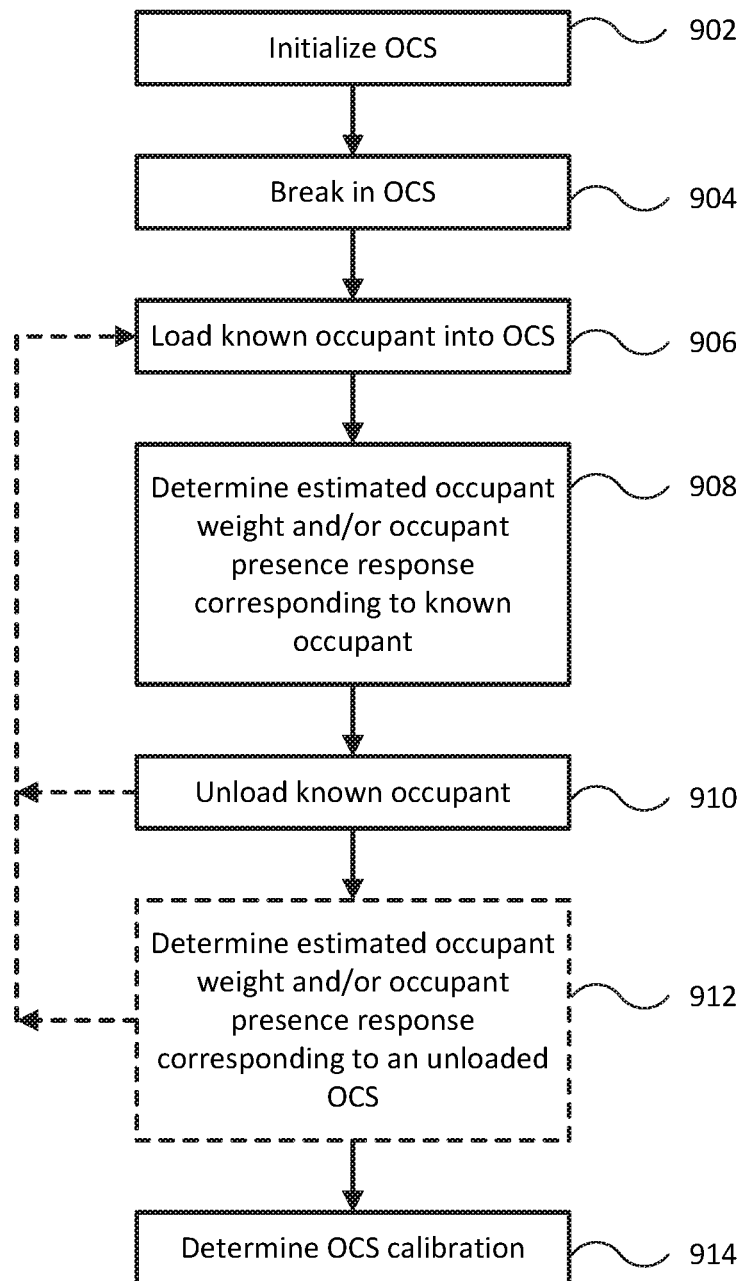 Initialize OCS
902
Break in OCS
904
Load known occupant into OCS
906
Determine estimated occupant
weight and/or occupant
presence response
corresponding to known
occupant
908
Unload known occupant
910
Determine estimated occupant
weight and/or occupant
presence response
corresponding to an unloaded
OCS
912
Determine OCS calibration
914